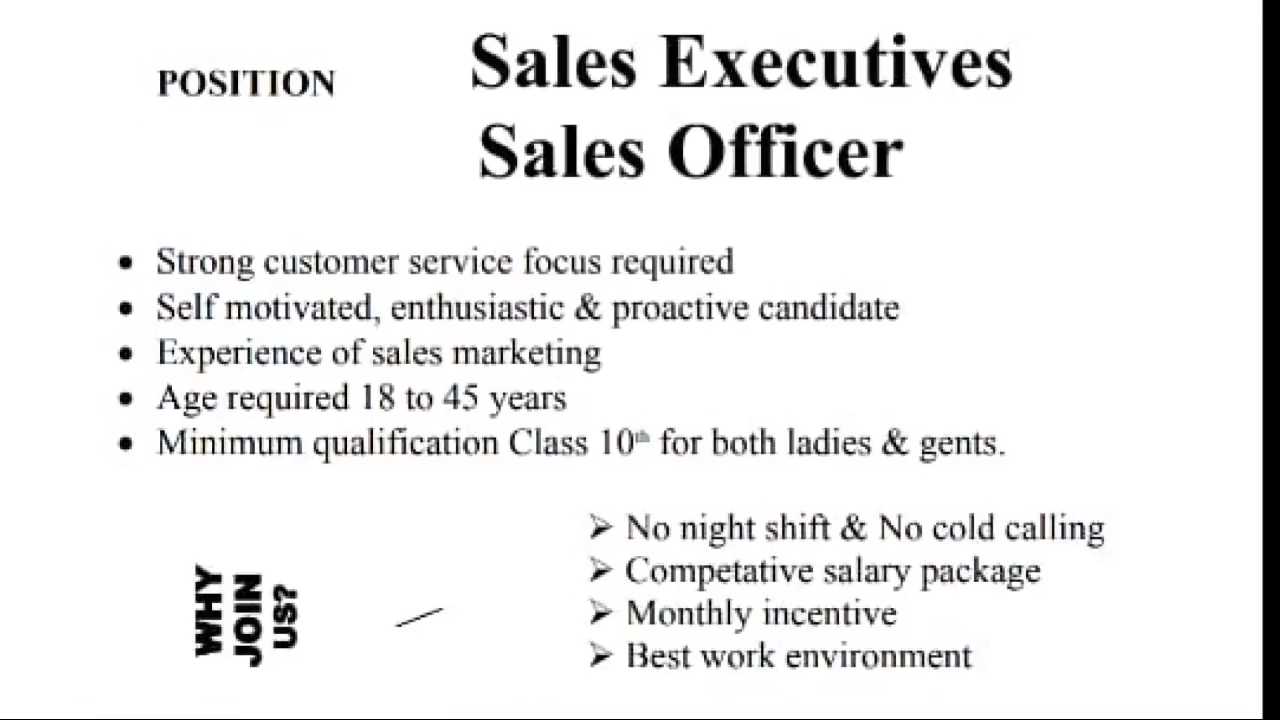 POSITION
Sales Executives
Sales Officer
• Strong customer service focus required
• Self motivated, enthusiastic & proactive candidate
• Experience of sales marketing
• Age required 18 to 45 years
• Minimum qualification Class 10th for both ladies & gents.
WHY
JOIN
US?
➢ No night shift & No cold calling
➢ Competative salary package
➢ Monthly incentive
➢ Best work environment